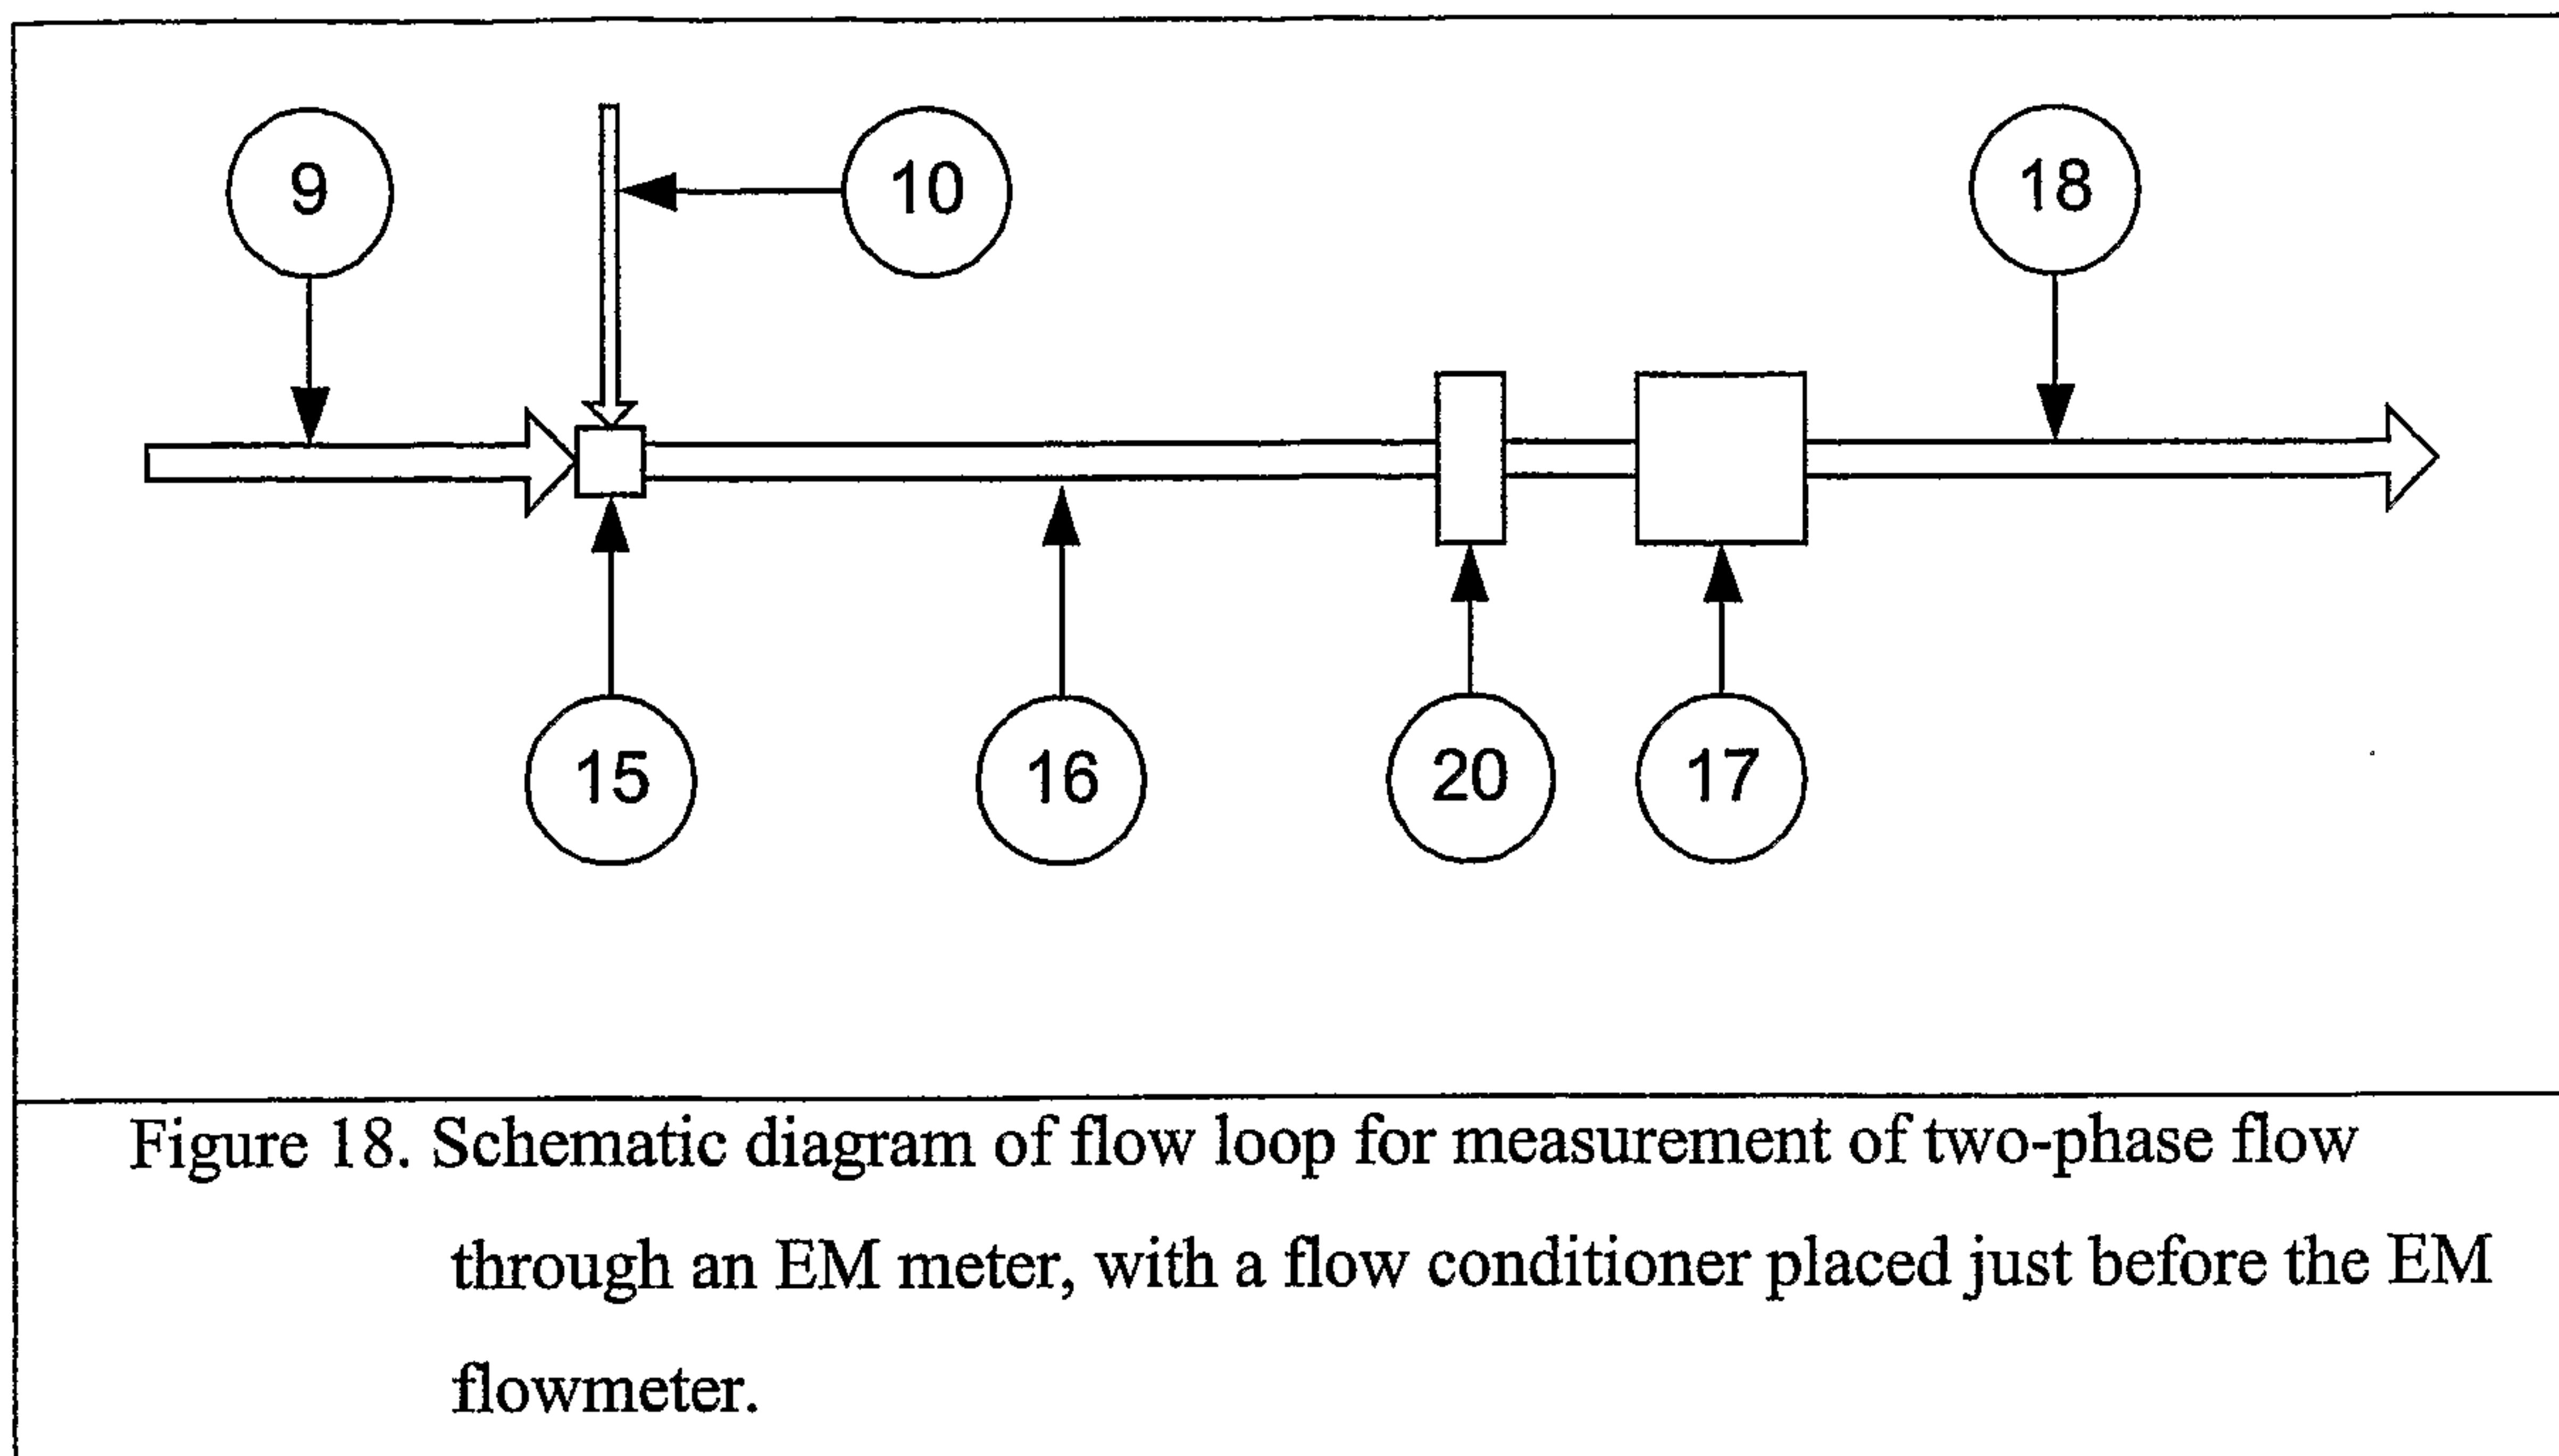 9
10
18
15
16
20
17
Figure 18. Schematic diagram of flow loop for measurement of two-phase flow
through an EM meter, with a flow conditioner placed just before the EM
flowmeter.